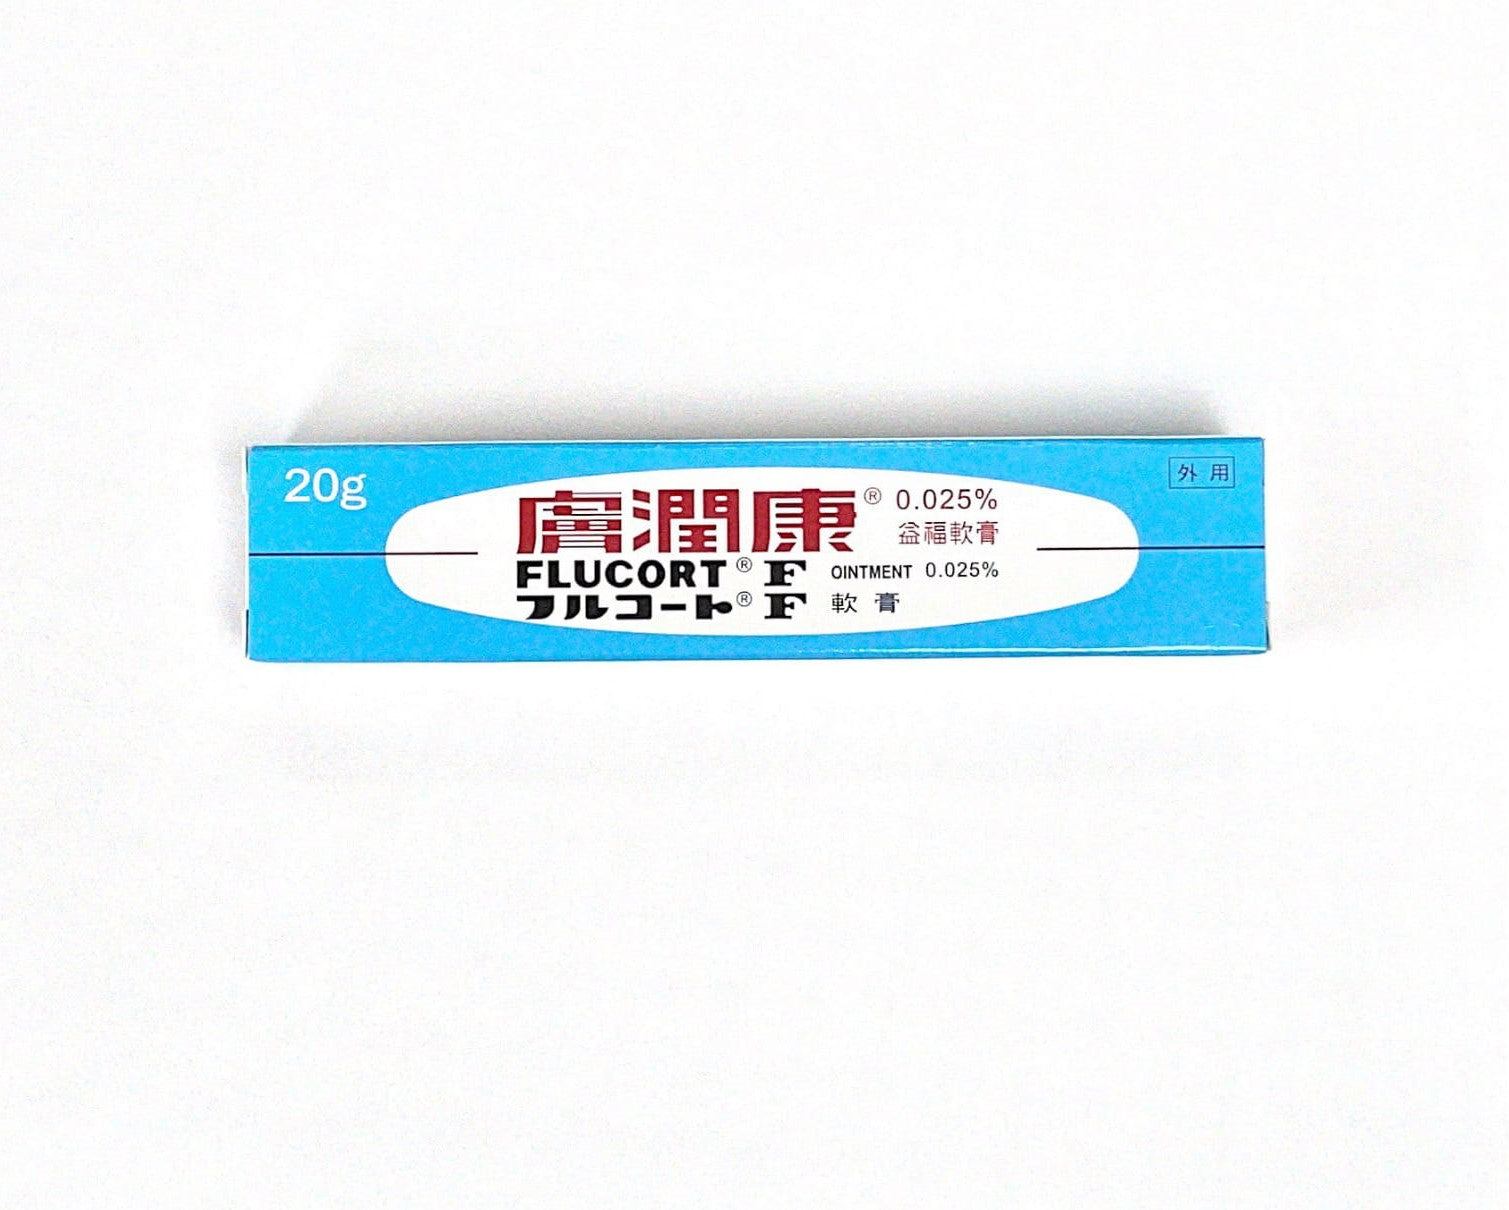 20g
外用
膚潤康® 0.025%
益福軟膏
FLUCORT® F OINTMENT 0.025%
フルコート® F 軟膏